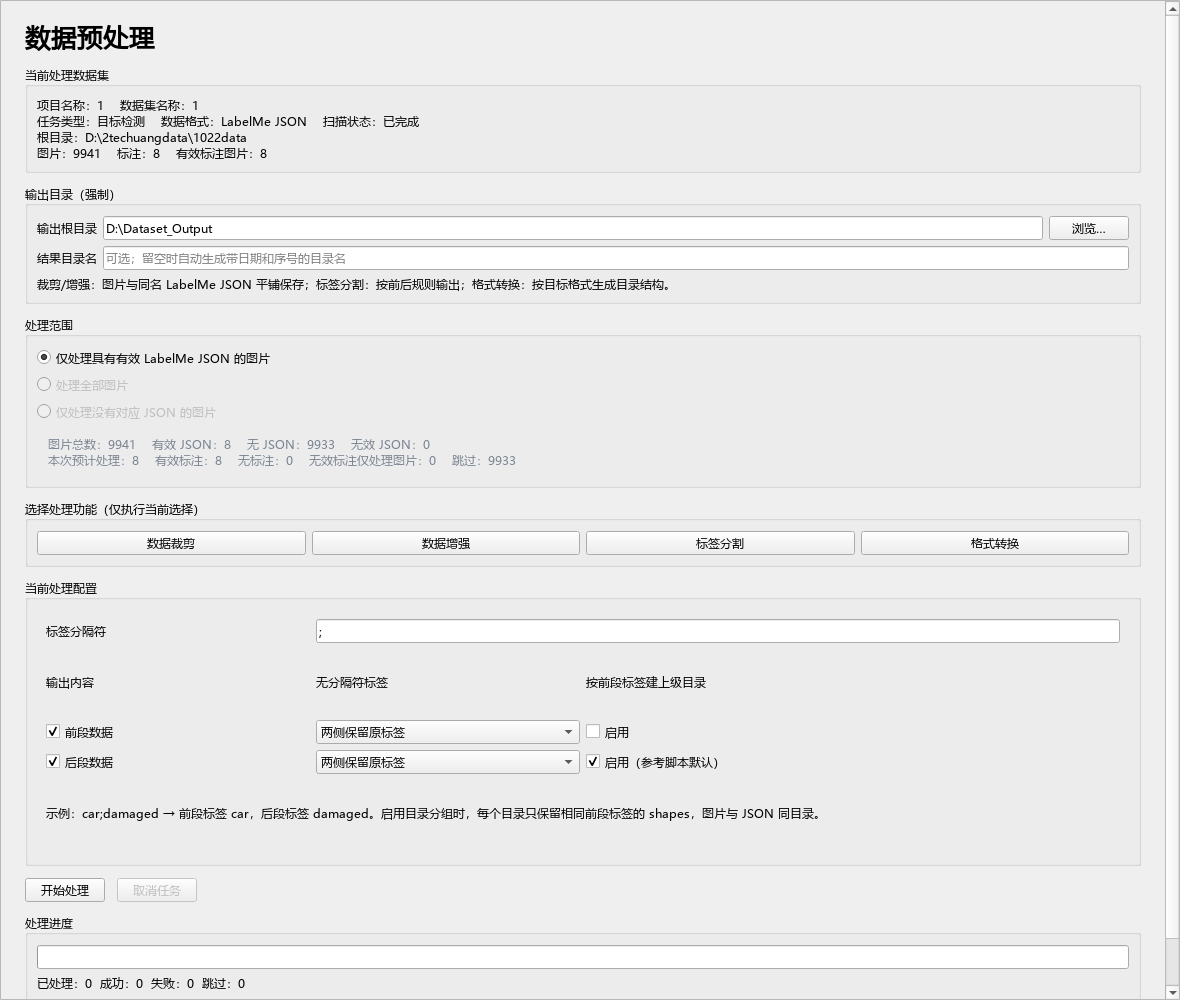 数据预处理
当前处理数据集
项目名称：1 数据集名称：1
任务类型：目标检测 数据格式：LabelMe JSON 扫描状态：已完成
根目录：D:\2techuangdata\1022data
图片：9941 标注：8 有效标注图片：8
输出目录（强制）
输出根目录 D:\Dataset_Output 浏览...
结果目录名 可选；留空时自动生成带日期和序号的目录名
裁剪/增强：图片与同名 LabelMe JSON 平铺保存；标签分割：按前后规则输出；格式转换：按目标格式生成目录结构。
处理范围
仅处理具有有效 LabelMe JSON 的图片
处理全部图片
仅处理没有对应 JSON 的图片
图片总数：9941 有效 JSON：8 无 JSON：9933 无效 JSON：0
本次预计处理：8 有效标注：8 无标注：0 无效标注仅处理图片：0 跳过：9933
选择处理功能（仅执行当前选择）
数据裁剪 数据增强 标签分割 格式转换
当前处理配置
标签分隔符 ;
输出内容 无分隔符标签 按前段标签建上级目录
前段数据 两侧保留原标签 启用
后段数据 两侧保留原标签 启用（参考脚本默认）
示例：car;damaged → 前段标签 car，后段标签 damaged。启用目录分组时，每个目录只保留相同前段标签的 shapes，图片与 JSON 同目录。
开始处理 取消任务
处理进度
已处理：0 成功：0 失败：0 跳过：0